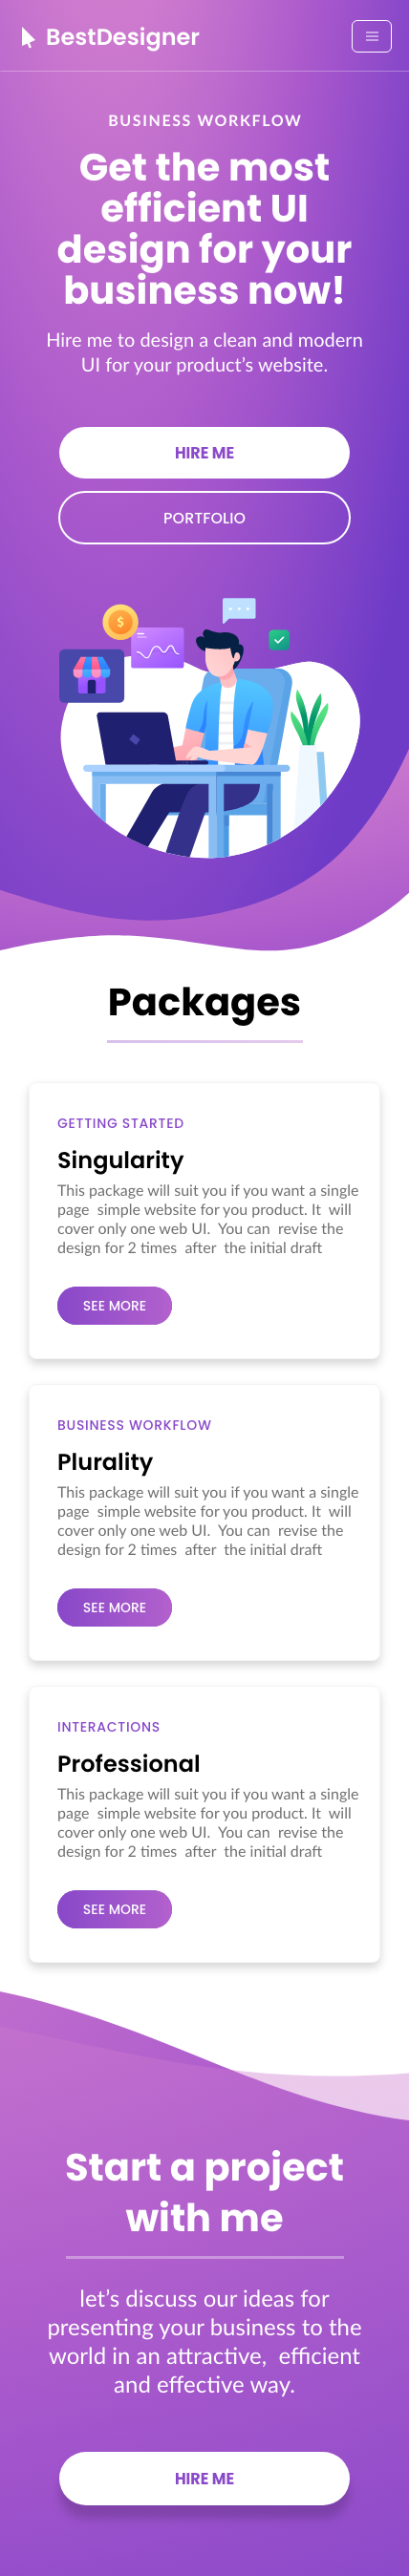 BestDesigner
BUSINESS WORKFLOW
Get the most
efficient UI
design for your
business now!
Hire me to design a clean and modern
UI for your product's website.
HIRE ME
PORTFOLIO
$
Packages
GETTING STARTED
Singularity
This package will suit you if you want a single
page  simple website for you product. It  will
cover only one web UI.  You can  revise the
design for 2 times  after  the initial draft
SEE MORE
BUSINESS WORKFLOW
Plurality
This package will suit you if you want a single
page  simple website for you product. It  will
cover only one web UI.  You can  revise the
design for 2 times  after  the initial draft
SEE MORE
INTERACTIONS
Professional
This package will suit you if you want a single
page  simple website for you product. It  will
cover only one web UI.  You can  revise the
design for 2 times  after  the initial draft
SEE MORE
Start a project
with me
let's discuss our ideas for
presenting your business to the
world in an attractive,  efficient
and effective way.
HIRE ME